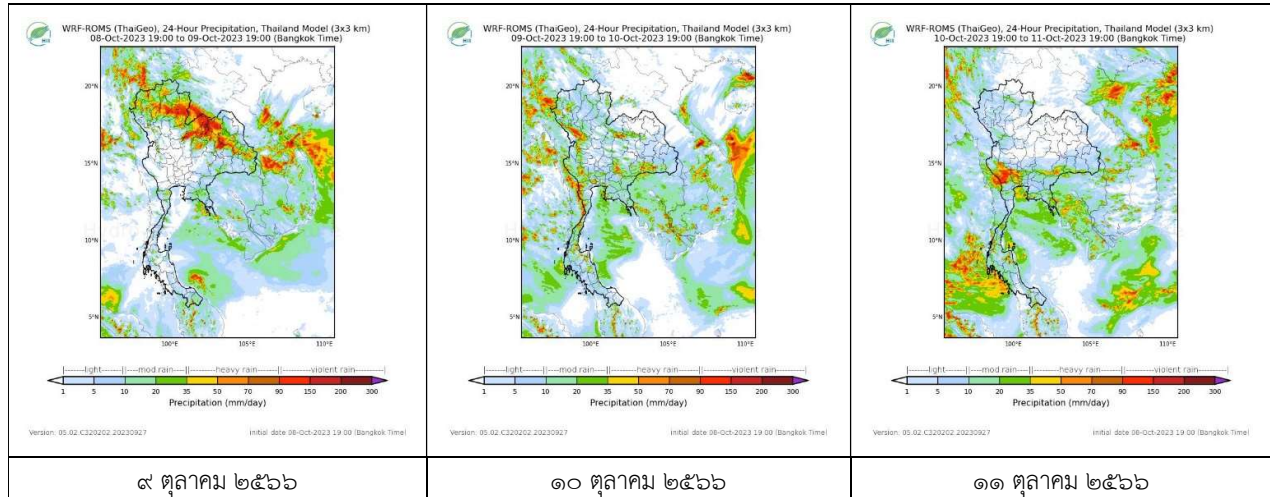 WRF-ROMS (ThaiGeo), 24-Hour Precipitation, Thailand Model (3x3 km)
08-Oct-2023 19:00 to 09-Oct-2023 19:00 (Bangkok Time)
20°N
15°N
10°N
5°N
100°E 105°E 110°E
|--------light--------||----mod.rain----||------heavy rain------||------violent rain------|
1 5 10 20 35 50 70 90 150 200 300
Precipitation (mm/day)
Version: 05.02.C320202.20230927 initial date 08-Oct-2023 19:00 (Bangkok Time)
๙ ตุลาคม ๒๕๖๖
WRF-ROMS (ThaiGeo), 24-Hour Precipitation, Thailand Model (3x3 km)
09-Oct-2023 19:00 to 10-Oct-2023 19:00 (Bangkok Time)
20°N
15°N
10°N
5°N
100°E 105°E 110°E
|--------light--------||----mod.rain----||------heavy rain------||------violent rain------|
1 5 10 20 35 50 70 90 150 200 300
Precipitation (mm/day)
Version: 05.02.C320202.20230927 initial date 08-Oct-2023 19:00 (Bangkok Time)
๑๐ ตุลาคม ๒๕๖๖
WRF-ROMS (ThaiGeo), 24-Hour Precipitation, Thailand Model (3x3 km)
10-Oct-2023 19:00 to 11-Oct-2023 19:00 (Bangkok Time)
20°N
15°N
10°N
5°N
100°E 105°E 110°E
|--------light--------||----mod.rain----||------heavy rain------||------violent rain------|
1 5 10 20 35 50 70 90 150 200 300
Precipitation (mm/day)
Version: 05.02.C320202.20230927 initial date 08-Oct-2023 19:00 (Bangkok Time)
๑๑ ตุลาคม ๒๕๖๖